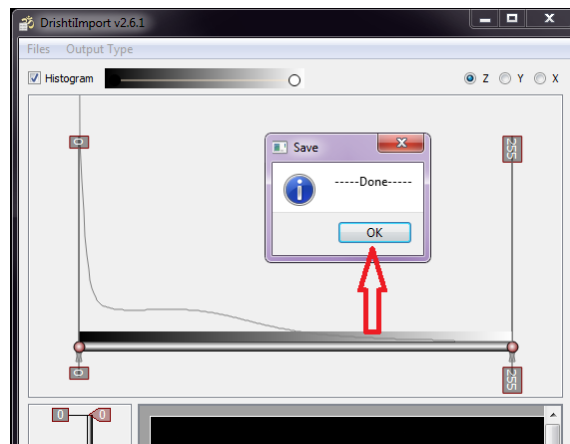 DrishtiImport v2.6.1
Files Output Type
Histogram
Z Y X
0
255
Save
-----Done-----
OK
0
255
0 0